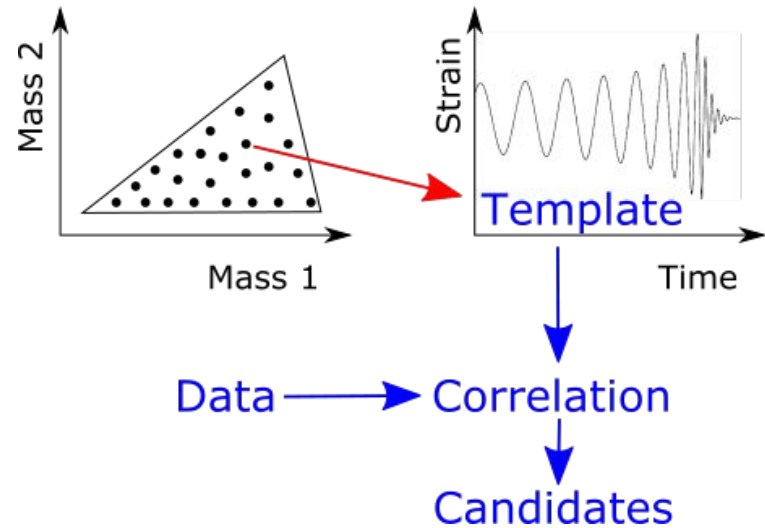 Mass 2
Mass 1
Strain
Template
Time
Data
Correlation
Candidates